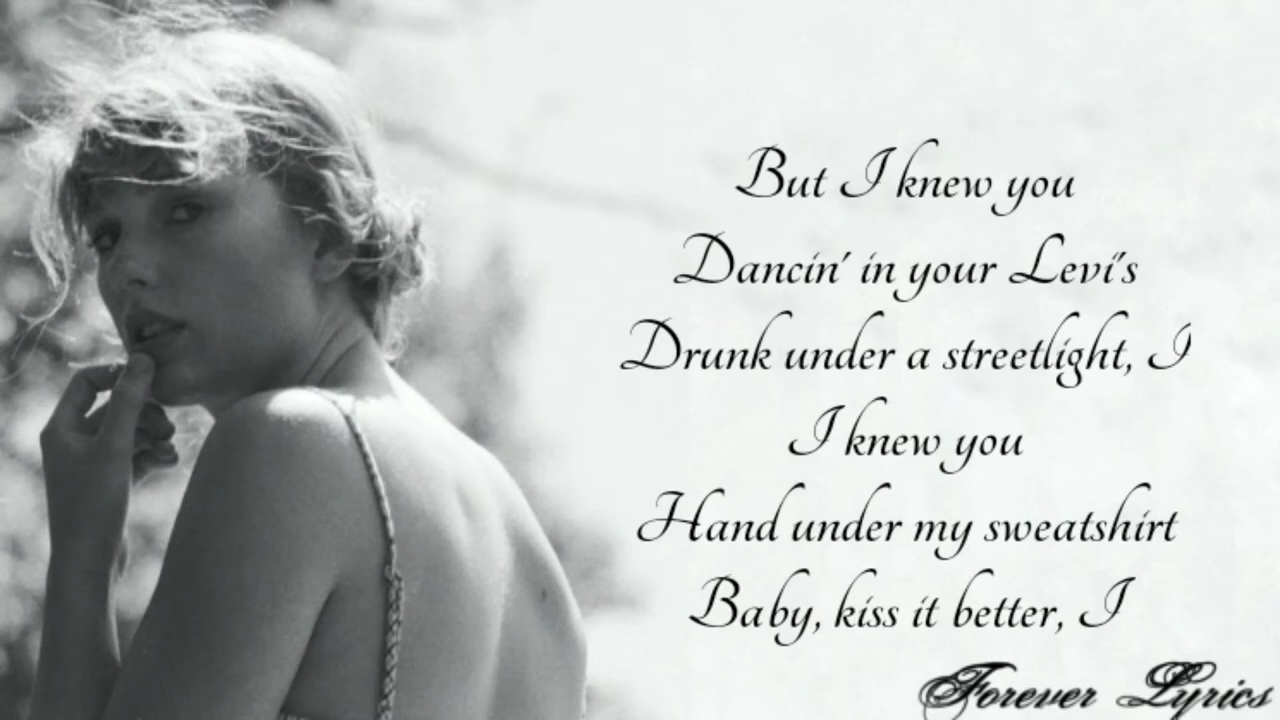 But I knew you
Dancin' in your Levi's
Drunk under a streetlight, I
I knew you
Hand under my sweatshirt
Baby, kiss it better, I
Forever Lyrics